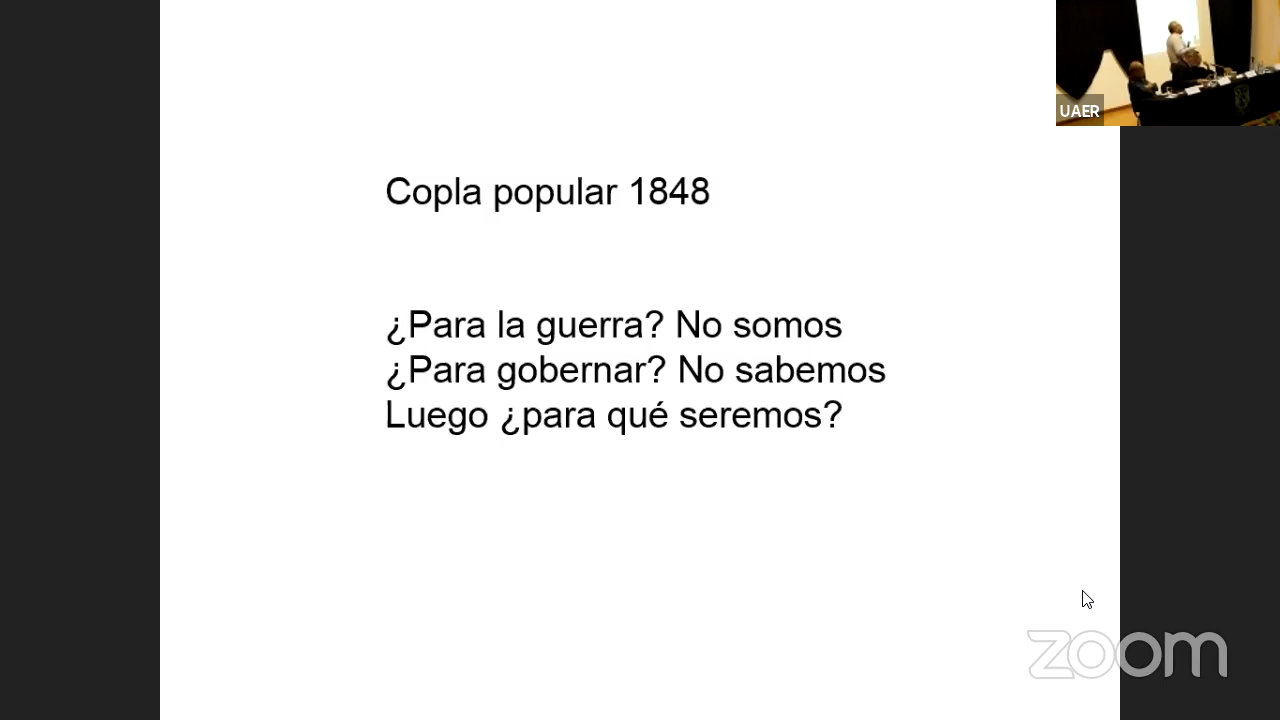 UAER
Copla popular 1848
¿Para la guerra? No somos
¿Para gobernar? No sabemos
Luego ¿para qué seremos?
zoom